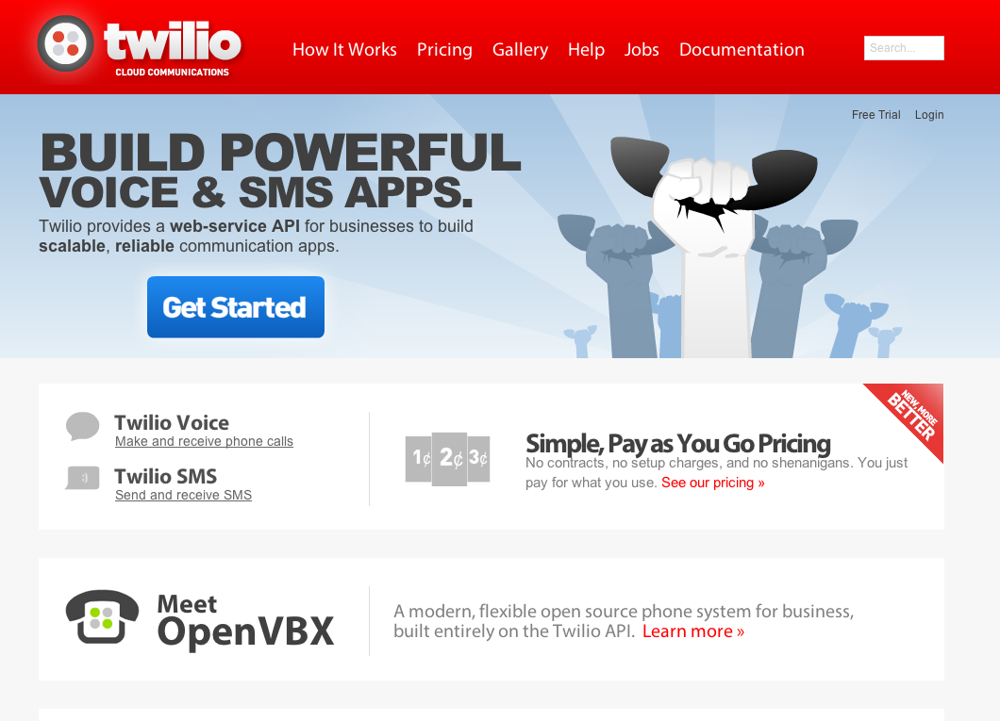 twilio
CLOUD COMMUNICATIONS
How It Works Pricing Gallery Help Jobs Documentation
Search...
Free Trial Login
BUILD POWERFUL
VOICE & SMS APPS.
Twilio provides a web-service API for businesses to build
scalable, reliable communication apps.
Get Started
Twilio Voice
Make and receive phone calls
:)
Twilio SMS
Send and receive SMS
1¢ 2¢ 3¢
Simple, Pay as You Go Pricing
No contracts, no setup charges, and no shenanigans. You just
pay for what you use. See our pricing »
NEW, MORE
BETTER
Meet
OpenVBX
A modern, flexible open source phone system for business,
built entirely on the Twilio API. Learn more »